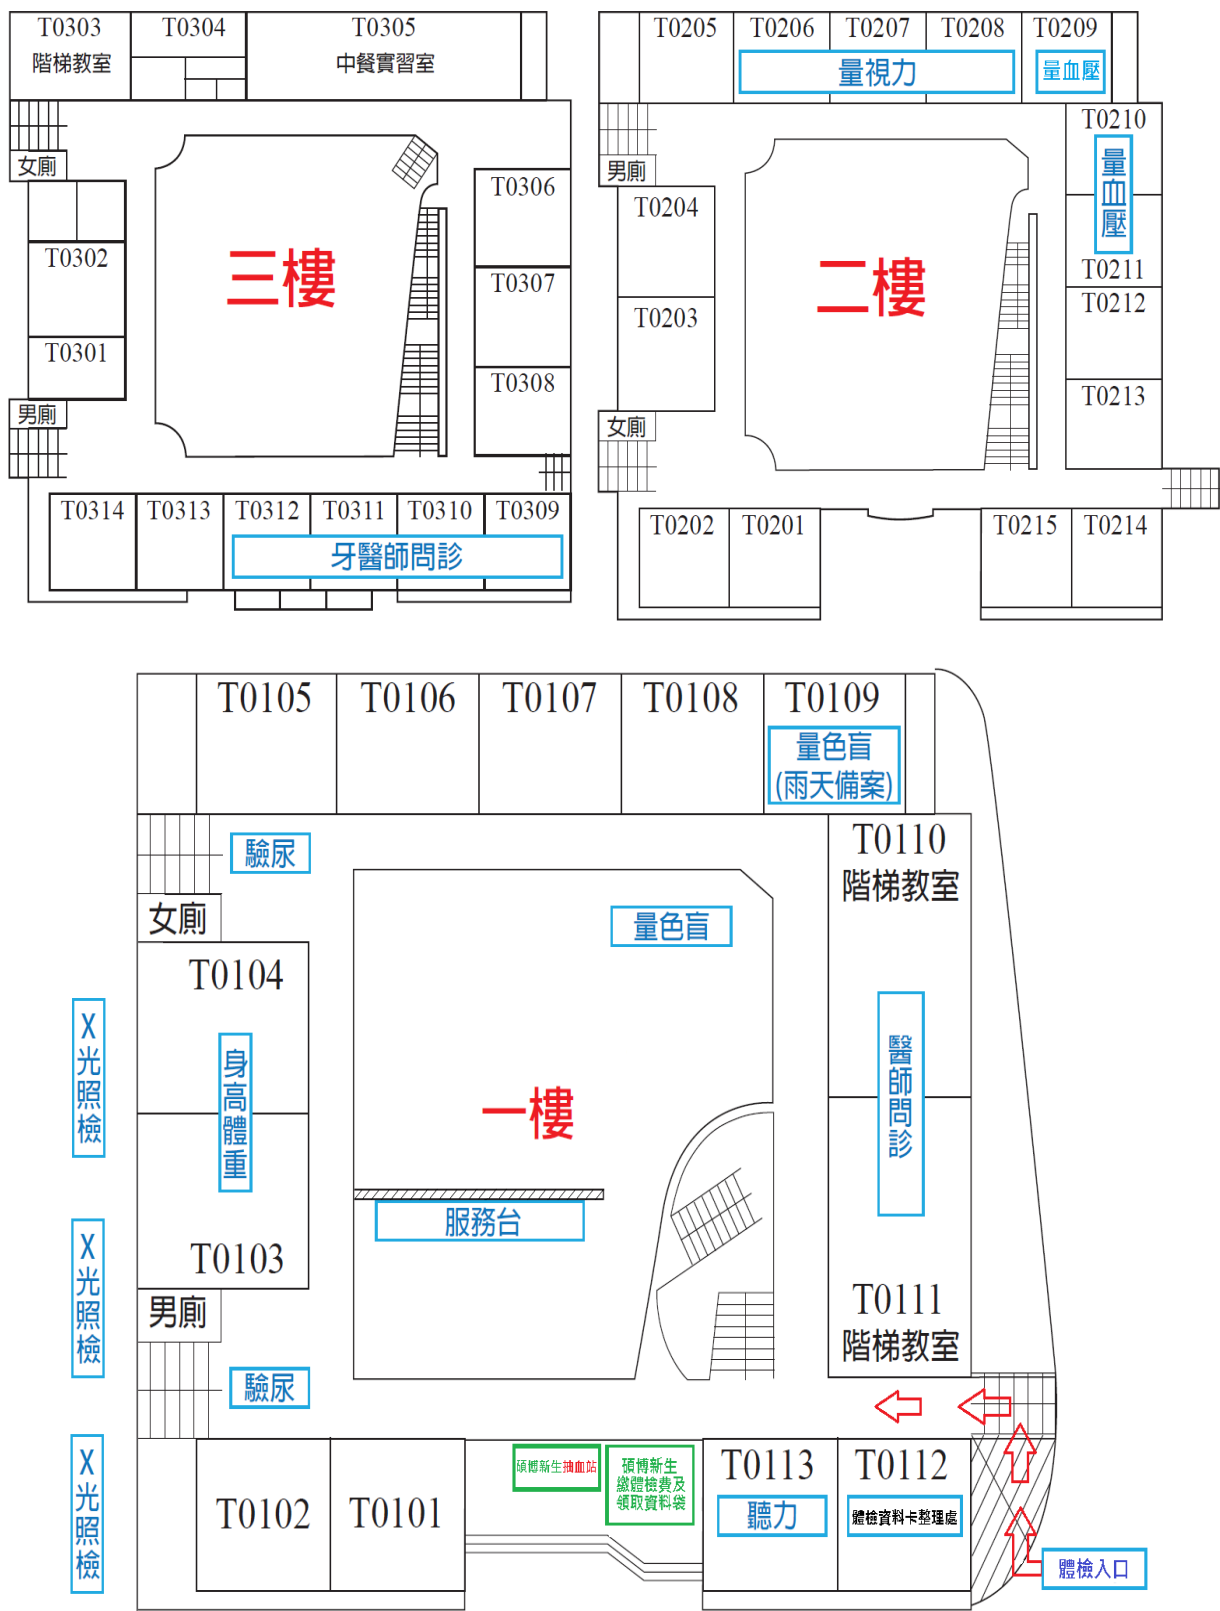 T0303
階梯教室
T0304
T0305
中餐實習室
女廁
T0302
T0301
男廁
三樓
T0306
T0307
T0308
T0314
T0313
T0312
T0311
T0310
T0309
牙醫師問診
T0205
T0206
T0207
T0208
T0209
量視力
量血壓
T0210
量血壓
T0211
T0212
T0213
男廁
T0204
T0203
女廁
二樓
T0202
T0201
T0215
T0214
T0105
T0106
T0107
T0108
T0109
量色盲
(雨天備案)
驗尿
女廁
T0104
身高體重
T0103
男廁
驗尿
X光照檢
X光照檢
X光照檢
量色盲
一樓
服務台
T0110
階梯教室
醫師問診
T0111
階梯教室
T0102
T0101
碩博新生抽血站
碩博新生
繳體檢費及
領取資料袋
T0113
聽力
T0112
體檢資料卡整理處
體檢入口